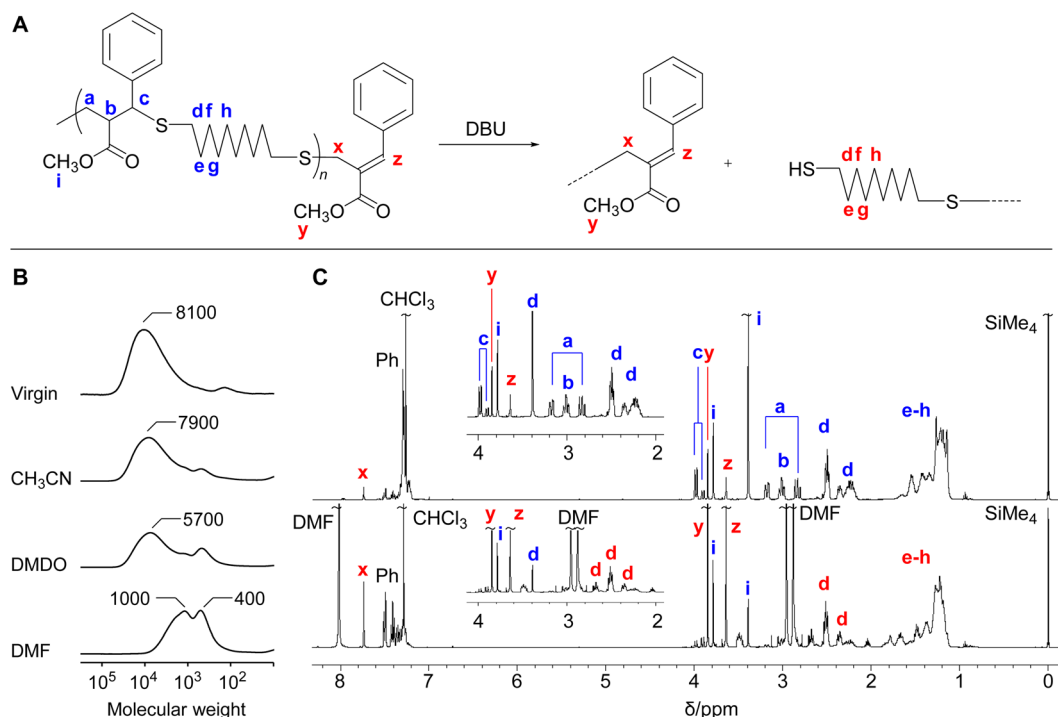 A
a
b
c
S
d f h
e g
S
n
CH3O
O
i
x
z
CH3O
O
y
DBU
x
z
CH3O
O
y
+
HS
d f h
e g
S
B
8100
Virgin
7900
CH3CN
5700
DMDO
1000
400
DMF
10^5 10^4 10^3 10^2
Molecular weight
C
CHCl3
Ph
x
y
d
c
i
z
a
b
d
d
4 3 2
i
c
y
i
z
a
b
d
d
e-h
SiMe4
DMF
CHCl3
x
Ph
y
i
z
d
DMF
d
d
d
4 3 2
y
i
z
i
DMF
d
d
e-h
SiMe4
8 7 6 5 4 3 2 1 0
δ/ppm